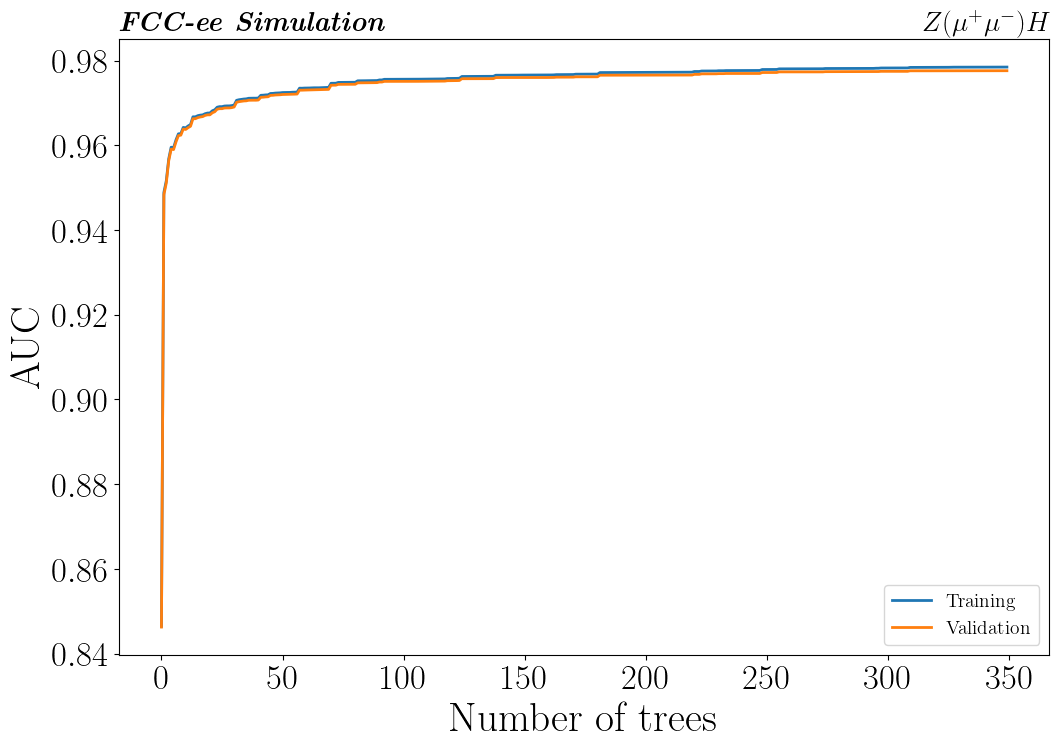 FCC-ee Simulation
Z(μ⁺μ⁻)H
AUC
0.98
0.96
0.94
0.92
0.90
0.88
0.86
0.84
Training
Validation
0 50 100 150 200 250 300 350
Number of trees